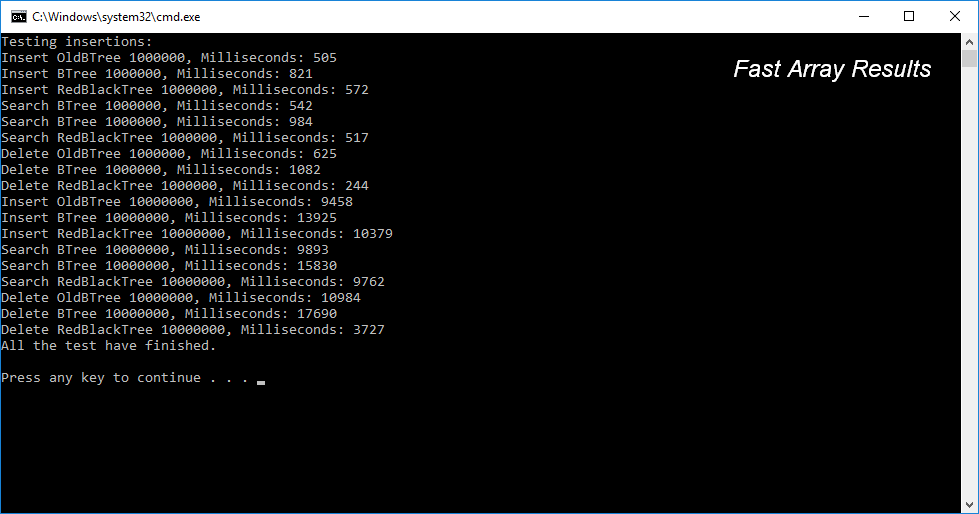 C:\Windows\system32\cmd.exe
Testing insertions:
Fast Array Results
Insert OldBTree 1000000, Milliseconds: 505
Insert BTree 1000000, Milliseconds: 821
Insert RedBlackTree 1000000, Milliseconds: 572
Search BTree 1000000, Milliseconds: 542
Search BTree 1000000, Milliseconds: 984
Search RedBlackTree 1000000, Milliseconds: 517
Delete OldBTree 1000000, Milliseconds: 625
Delete BTree 1000000, Milliseconds: 1082
Delete RedBlackTree 1000000, Milliseconds: 244
Insert OldBTree 10000000, Milliseconds: 9458
Insert BTree 10000000, Milliseconds: 13925
Insert RedBlackTree 10000000, Milliseconds: 10379
Search BTree 10000000, Milliseconds: 9893
Search BTree 10000000, Milliseconds: 15830
Search RedBlackTree 10000000, Milliseconds: 9762
Delete OldBTree 10000000, Milliseconds: 10984
Delete BTree 10000000, Milliseconds: 17690
Delete RedBlackTree 10000000, Milliseconds: 3727
All the test have finished.
Press any key to continue . . .